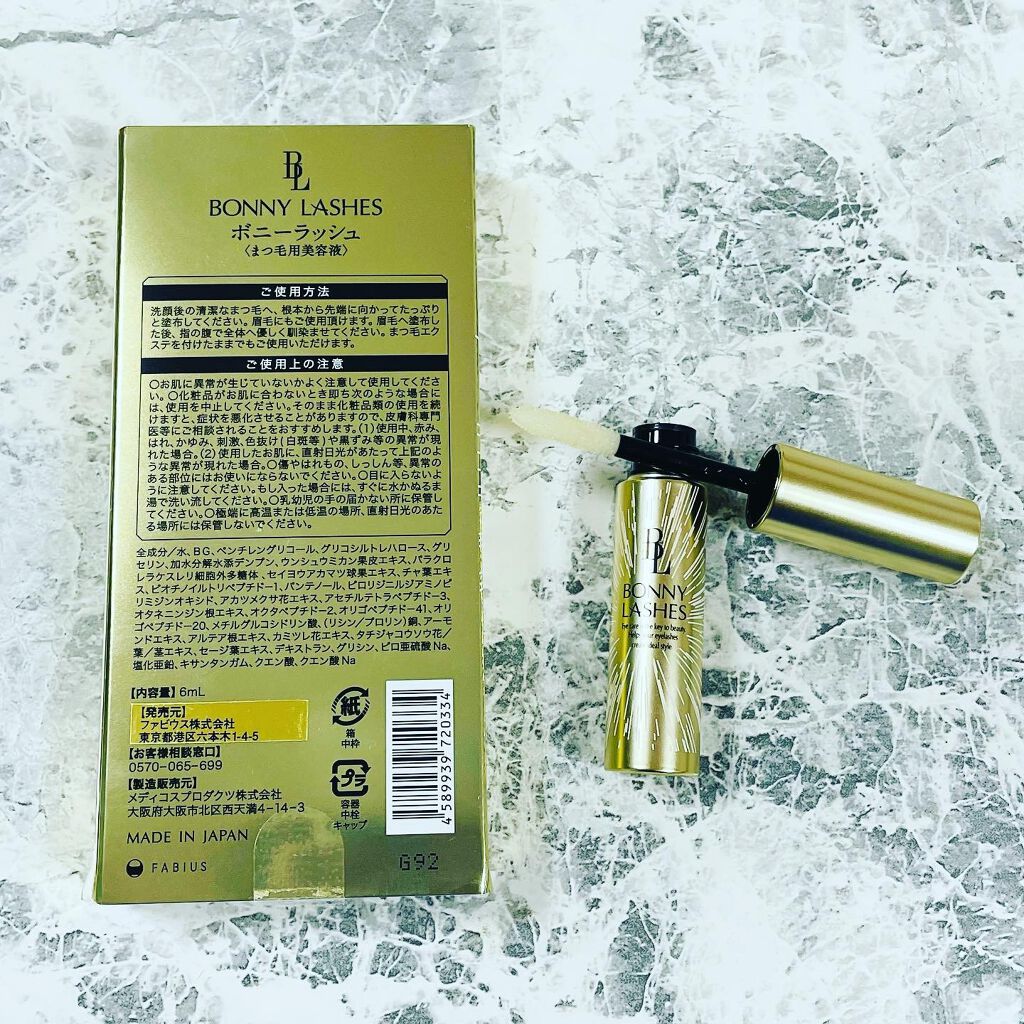 BL
BONNY LASHES
ボニーラッシュ
〈まつ毛用美容液〉
ご使用方法
洗顔後の清潔なまつ毛へ、根本から先端に向かってたっぷり
と塗布してください。眉毛にもご使用頂けます。眉毛へ塗布し
た後、指の腹で全体へ優しく馴染ませてください。まつ毛エク
ステを付けたままでもご使用いただけます。
ご使用上の注意
〇お肌に異常が生じていないかよく注意して使用してくださ
い。〇化粧品がお肌に合わないとき即ち次のような場合に
は、使用を中止してください。そのまま化粧品類の使用を続
けますと、症状を悪化させることがありますので、皮膚科専門
医等にご相談されることをおすすめします。(1)使用中、赤み、
はれ、かゆみ、刺激、色抜け(白斑等)や黒ずみ等の異常が現
れた場合。(2)使用したお肌に、直射日光があたって上記のよ
うな異常が現れた場合。〇傷やはれもの、しっしん等、異常の
ある部位にはお使いにならないでください。〇目に入らない
ように注意してください。もし入った場合には、すぐに水かぬるま
湯で洗い流してください。〇乳幼児の手の届かない所に保管し
てください。〇極端に高温または低温の場所、直射日光のあた
る場所には保管しないでください。
全成分/水、BG、ペンチレングリコール、グリコシルトレハロース、グリ
セリン、加水分解水添デンプン、ウンシュウミカン果皮エキス、パラクロ
レラケスレリ細胞外多糖体、セイヨウアカマツ球果エキス、チャ葉エキ
ス、ビオチノイルトリペプチド-1、パンテノール、ピロリジニルジアミノピ
リミジンオキシド、アカツメクサ花エキス、アセチルテトラペプチド-3、
オタネニンジン根エキス、オクタペプチド-2、オリゴペプチド-41、オリ
ゴペプチド-20、メチルグルコシドリン酸、(リシン/プロリン)銅、アーモ
ンドエキス、アルテア根エキス、カミツレ花エキス、タチジャコウソウ花/
葉/茎エキス、セージ葉エキス、デキストラン、グリシン、ピロ亜硫酸Na、
塩化亜鉛、キサンタンガム、クエン酸、クエン酸Na
【内容量】6mL
【発売元】
ファビウス株式会社
東京都港区六本木1-4-5
【お客様相談窓口】
0570-065-699
【製造販売元】
メディコスプロダクツ株式会社
大阪府大阪市北区西天満4-14-3
MADE IN JAPAN
FABIUS
紙
箱
中枠
プラ
容器
中栓
キャップ
4 589939 720334
G92
BL
BONNY
LASHES
Eye care is the key to beauty
Helps your eyelashes
ideal style